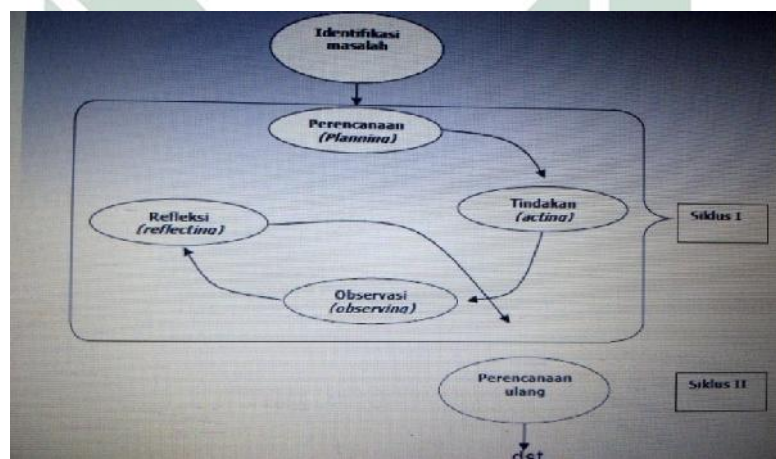 Identifikasi
masalah
Perencanaan
(Planning)
Tindakan
(acting)
Siklus I
Refleksi
(reflecting)
Observasi
(observing)
Perencanaan
ulang
Siklus II
dst